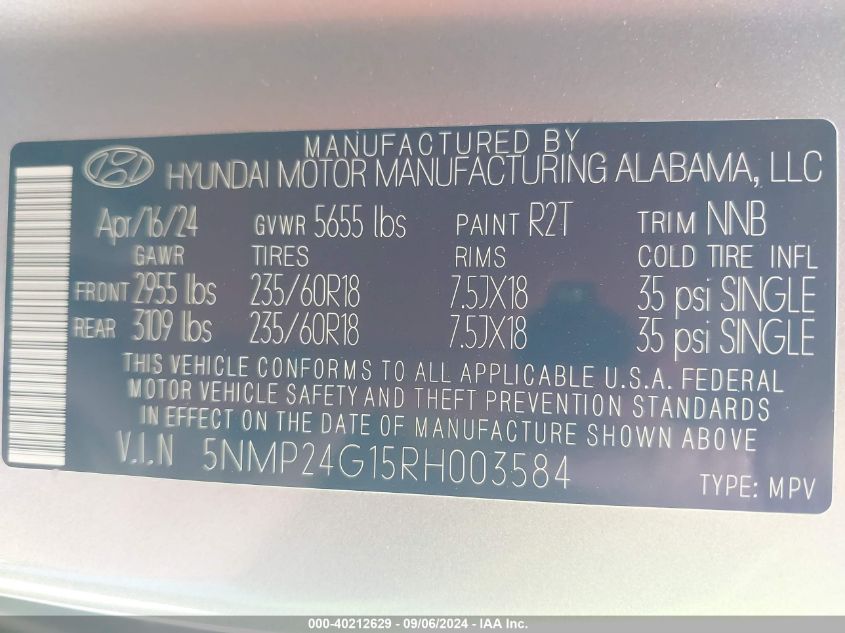 MANUFACTURED BY
HYUNDAI MOTOR MANUFACTURING ALABAMA, LLC
Apr/16/24 GVWR 5655 lbs PAINT R2T TRIM NNB
GAWR TIRES RIMS COLD TIRE INFL
FRONT 2955 lbs 235/60R18 7.5JX18 35 psi SINGLE
REAR 3109 lbs 235/60R18 7.5JX18 35 psi SINGLE
THIS VEHICLE CONFORMS TO ALL APPLICABLE U.S.A. FEDERAL
MOTOR VEHICLE SAFETY AND THEFT PREVENTION STANDARDS
IN EFFECT ON THE DATE OF MANUFACTURE SHOWN ABOVE
V.I.N 5NMP24G15RH003584
TYPE: MPV
000-40212629 - 09/06/2024 - IAA Inc.